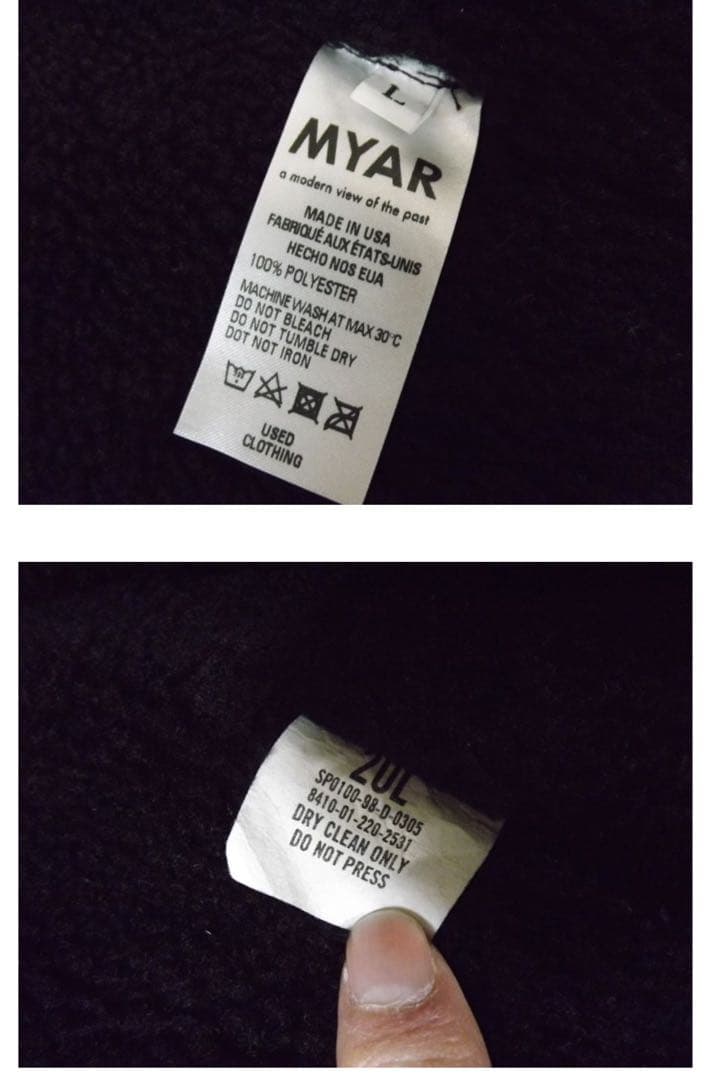 L
MYAR
a modern view of the past
MADE IN USA
FABRIQUÉ AUX ÉTATS-UNIS
HECHO NOS EUA
100% POLYESTER
MACHINE WASH AT MAX 30°C
DO NOT BLEACH
DO NOT TUMBLE DRY
DOT NOT IRON
USED
CLOTHING
20L
SP0100-98-D-0305
8410-01-220-2531
DRY CLEAN ONLY
DO NOT PRESS